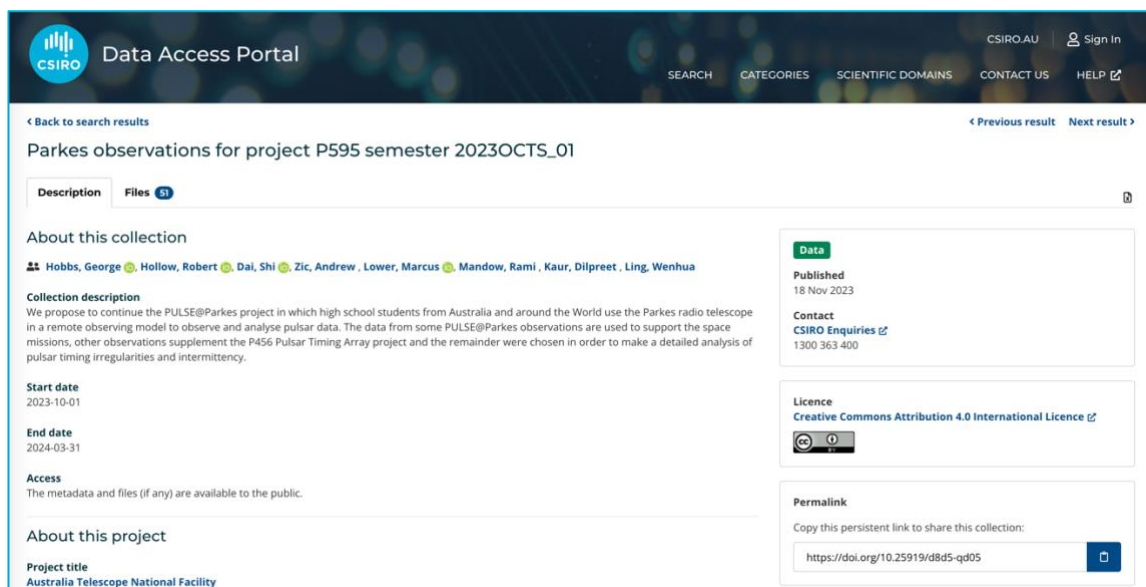 CSIRO
Data Access Portal
CSIRO.AU
Sign In
SEARCH
CATEGORIES
SCIENTIFIC DOMAINS
CONTACT US
HELP
Back to search results
Previous result
Next result
Parkes observations for project P595 semester 2023OCTS_01
Description
Files 51
About this collection
Hobbs, George, Hollow, Robert, Dai, Shi, Zic, Andrew , Lower, Marcus, Mandow, Rami , Kaur, Dilpreet , Ling, Wenhua
Collection description
We propose to continue the PULSE@Parkes project in which high school students from Australia and around the World use the Parkes radio telescope
in a remote observing model to observe and analyse pulsar data. The data from some PULSE@Parkes observations are used to support the space
missions, other observations supplement the P456 Pulsar Timing Array project and the remainder were chosen in order to make a detailed analysis of
pulsar timing irregularities and intermittency.
Start date
2023-10-01
End date
2024-03-31
Access
The metadata and files (if any) are available to the public.
About this project
Project title
Australia Telescope National Facility
Data
Published
18 Nov 2023
Contact
CSIRO Enquiries
1300 363 400
Licence
Creative Commons Attribution 4.0 International Licence
cc
BY
Permalink
Copy this persistent link to share this collection:
https://doi.org/10.25919/d8d5-qd05